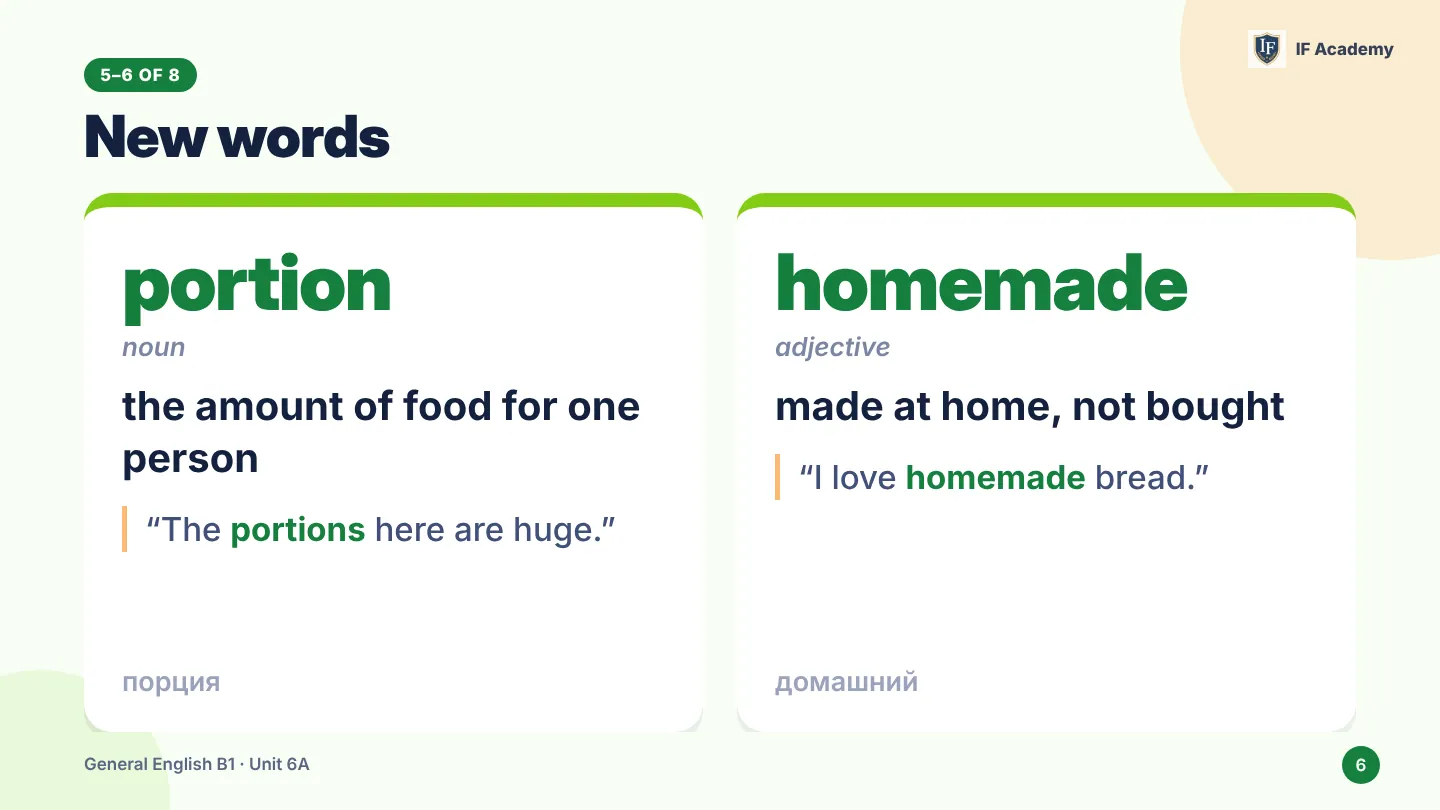 IF
IF Academy
5–6 OF 8
New words
portion
noun
the amount of food for one
person
“The portions here are huge.”
порция
homemade
adjective
made at home, not bought
“I love homemade bread.”
домашний
General English B1 · Unit 6A
6